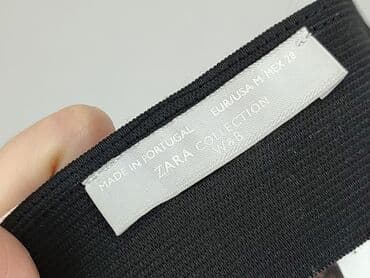 MADE IN PORTUGAL EUR/USA M MEX 28
ZARA COLLECTION
W&B